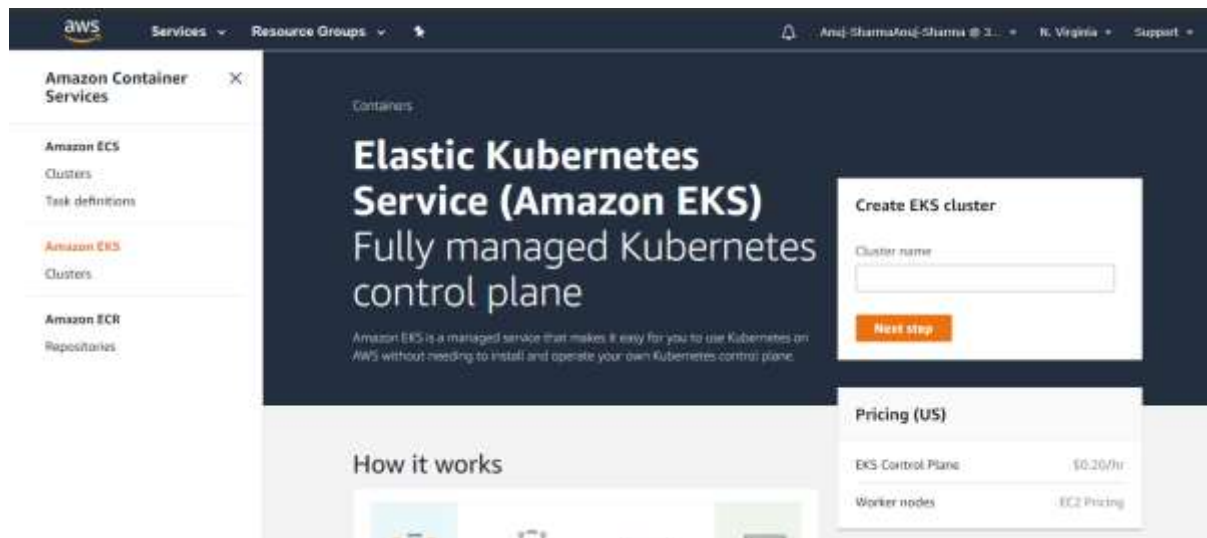 aws
Services
Resource Groups
Anuj-SharmaAnuj-Sharma @ 3...
N. Virginia
Support
Amazon Container
Services
Amazon ECS
Clusters
Task definitions
Amazon EKS
Clusters
Amazon ECR
Repositories
Containers
Elastic Kubernetes
Service (Amazon EKS)
Fully managed Kubernetes
control plane
Amazon EKS is a managed service that makes it easy for you to use Kubernetes on
AWS without needing to install and operate your own Kubernetes control plane.
Create EKS cluster
Cluster name
Next step
Pricing (US)
EKS Control Plane $0.20/hr
Worker nodes EC2 Pricing
How it works